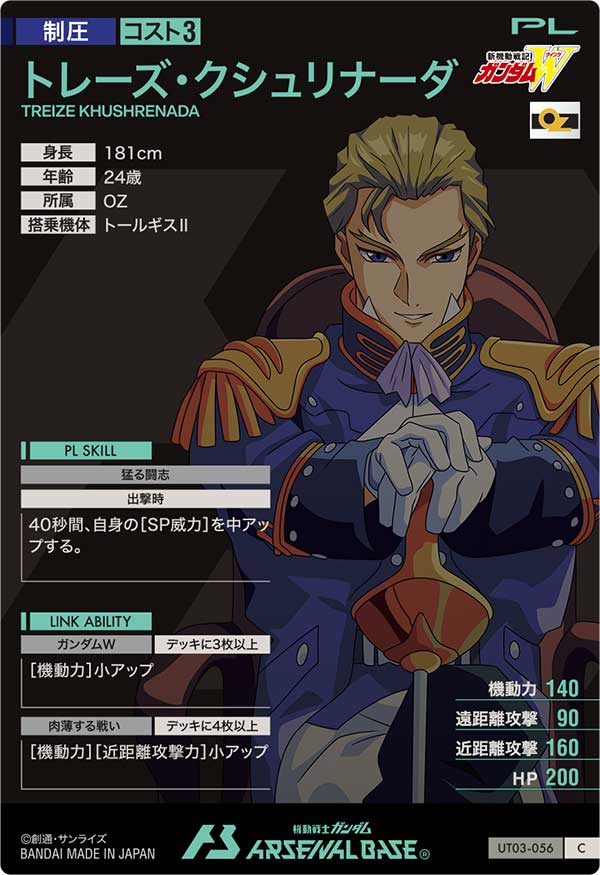 制圧 コスト3
PL
トレーズ・クシュリナーダ
TREIZE KHUSHRENADA
新機動戦記
ガンダムW
ウイング
OZ
身長 181cm
年齢 24歳
所属 OZ
搭乗機体 トールギスⅡ
PL SKILL
猛る闘志
出撃時
40秒間、自身の[SP威力]を中アッ
プする。
LINK ABILITY
ガンダムW デッキに3枚以上
[機動力]小アップ
肉薄する戦い デッキに4枚以上
[機動力][近距離攻撃力]小アップ
機動力 140
遠距離攻撃 90
近距離攻撃 160
HP 200
©創通・サンライズ
BANDAI MADE IN JAPAN
機動戦士ガンダム
AB ARSENAL BASE®
UT03-056 C